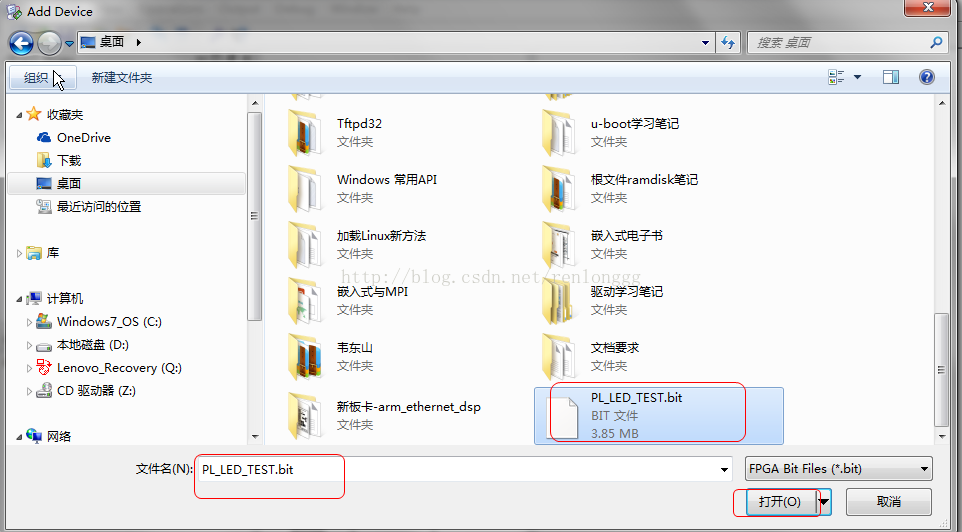 Add Device
桌面
搜索 桌面
组织
新建文件夹
收藏夹
OneDrive
下载
桌面
最近访问的位置
库
计算机
Windows7_OS (C:)
本地磁盘 (D:)
Lenovo_Recovery (Q:)
CD 驱动器 (Z:)
网络
Tftpd32
文件夹
u-boot学习笔记
文件夹
Windows 常用API
文件夹
根文件ramdisk笔记
文件夹
加载Linux新方法
文件夹
嵌入式电子书
文件夹
http://blog.csdn.net/renlonggg
嵌入式与MPI
文件夹
驱动学习笔记
文件夹
韦东山
文件夹
文档要求
文件夹
新板卡-arm_ethernet_dsp
文件夹
PL_LED_TEST.bit
BIT 文件
3.85 MB
文件名(N):
PL_LED_TEST.bit
FPGA Bit Files (*.bit)
打开(O)
取消